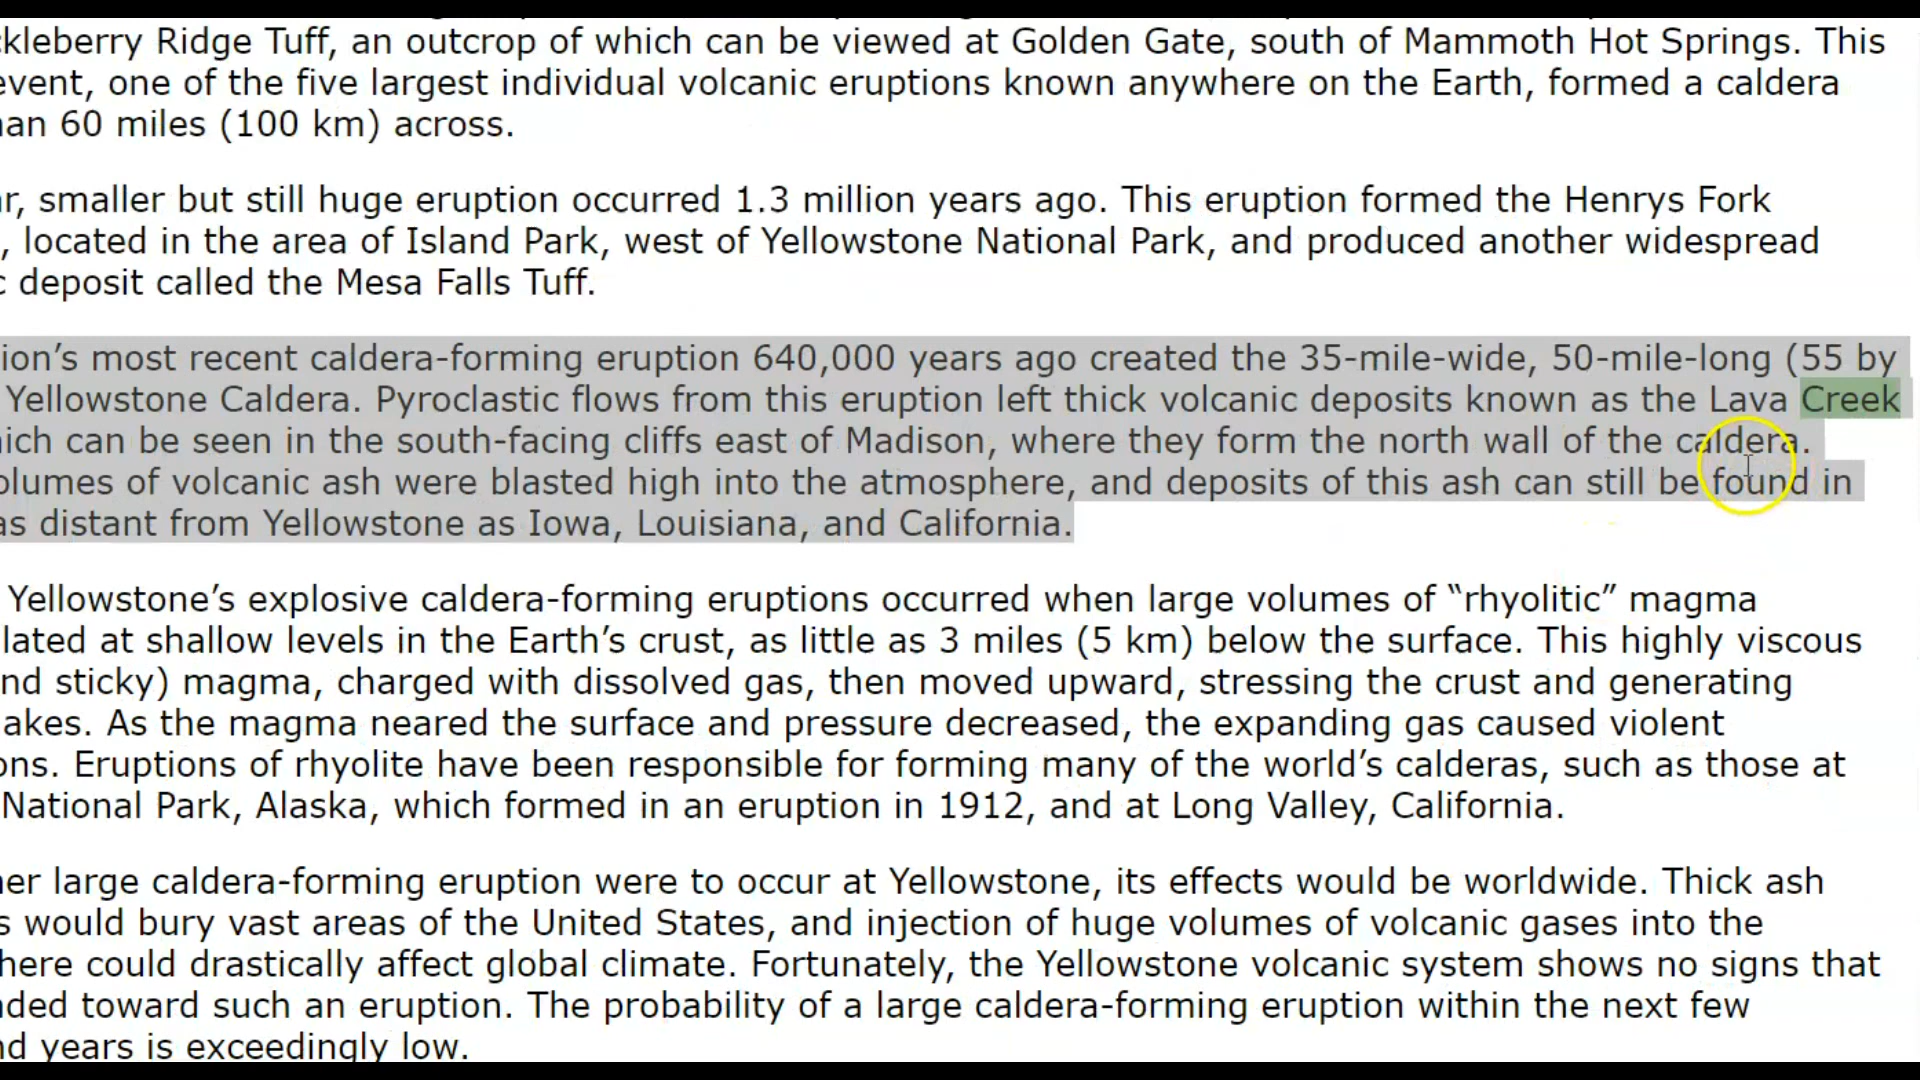 ckleberry Ridge Tuff, an outcrop of which can be viewed at Golden Gate, south of Mammoth Hot Springs. This
event, one of the five largest individual volcanic eruptions known anywhere on the Earth, formed a caldera
han 60 miles (100 km) across.
ar, smaller but still huge eruption occurred 1.3 million years ago. This eruption formed the Henrys Fork
, located in the area of Island Park, west of Yellowstone National Park, and produced another widespread
c deposit called the Mesa Falls Tuff.
ion’s most recent caldera-forming eruption 640,000 years ago created the 35-mile-wide, 50-mile-long (55 by
Yellowstone Caldera. Pyroclastic flows from this eruption left thick volcanic deposits known as the Lava Creek
hich can be seen in the south-facing cliffs east of Madison, where they form the north wall of the caldera.
olumes of volcanic ash were blasted high into the atmosphere, and deposits of this ash can still be found in
as distant from Yellowstone as Iowa, Louisiana, and California.
Yellowstone’s explosive caldera-forming eruptions occurred when large volumes of “rhyolitic” magma
lated at shallow levels in the Earth’s crust, as little as 3 miles (5 km) below the surface. This highly viscous
nd sticky) magma, charged with dissolved gas, then moved upward, stressing the crust and generating
akes. As the magma neared the surface and pressure decreased, the expanding gas caused violent
ons. Eruptions of rhyolite have been responsible for forming many of the world’s calderas, such as those at
National Park, Alaska, which formed in an eruption in 1912, and at Long Valley, California.
her large caldera-forming eruption were to occur at Yellowstone, its effects would be worldwide. Thick ash
s would bury vast areas of the United States, and injection of huge volumes of volcanic gases into the
here could drastically affect global climate. Fortunately, the Yellowstone volcanic system shows no signs that
aded toward such an eruption. The probability of a large caldera-forming eruption within the next few
nd years is exceedingly low.